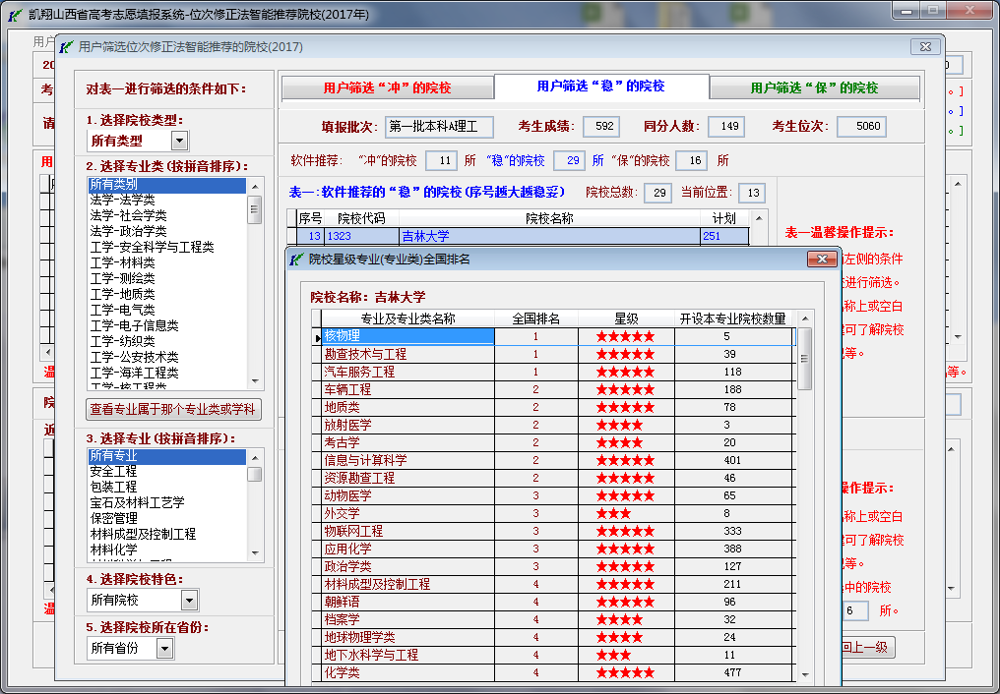 凯翔山西省高考志愿填报系统-位次修正法智能推荐院校(2017年)
用户筛选位次修正法智能推荐的院校(2017)
对表一进行筛选的条件如下:
1. 选择院校类型:
所有类型
2. 选择专业类(按拼音排序):
所有类别
法学-法学类
法学-社会学类
法学-政治学类
工学-安全科学与工程类
工学-材料类
工学-测绘类
工学-地质类
工学-电气类
工学-电子信息类
工学-纺织类
工学-公安技术类
工学-海洋工程类
工学-核工程类
查看专业属于那个专业类或学科
3. 选择专业(按拼音排序):
所有专业
安全工程
包装工程
宝石及材料工艺学
保密管理
材料成型及控制工程
材料化学
4. 选择院校特色:
所有院校
5. 选择院校所在省份:
所有省份
用户筛选“冲”的院校
用户筛选“稳”的院校
用户筛选“保”的院校
填报批次: 第一批本科A理工 考生成绩: 592 同分人数: 149 考生位次: 5060
软件推荐: “冲”的院校 11 所 “稳”的院校 29 所 “保”的院校 16 所
表一:软件推荐的“稳”的院校(序号越大越稳妥) 院校总数: 29 当前位置: 13
序号 院校代码 院校名称 计划
13 1323 吉林大学 251
表一温馨操作提示:
左侧的条件
进行筛选。
称上或空白
可了解院校
等。
操作提示:
称上或空白
可了解院校
等。
中的院校
6 所。
回上一级
院校星级专业(专业类)全国排名
院校名称: 吉林大学
专业及专业类名称 全国排名 星级 开设本专业院校数量
核物理 1 ★★★★★ 5
勘查技术与工程 1 ★★★★★ 39
汽车服务工程 1 ★★★★★ 118
车辆工程 2 ★★★★★ 188
地质类 2 ★★★★★ 78
放射医学 2 ★★★★ 3
考古学 2 ★★★★ 20
信息与计算科学 2 ★★★★★ 401
资源勘查工程 2 ★★★★★ 46
动物医学 3 ★★★★★ 65
外交学 3 ★★★ 8
物联网工程 3 ★★★★★ 333
应用化学 3 ★★★★★ 388
政治学类 3 ★★★★★ 127
材料成型及控制工程 4 ★★★★★ 211
朝鲜语 4 ★★★★★ 96
档案学 4 ★★★★ 32
地球物理学类 4 ★★★★ 24
地下水科学与工程 4 ★★★ 11
化学类 4 ★★★★★ 477